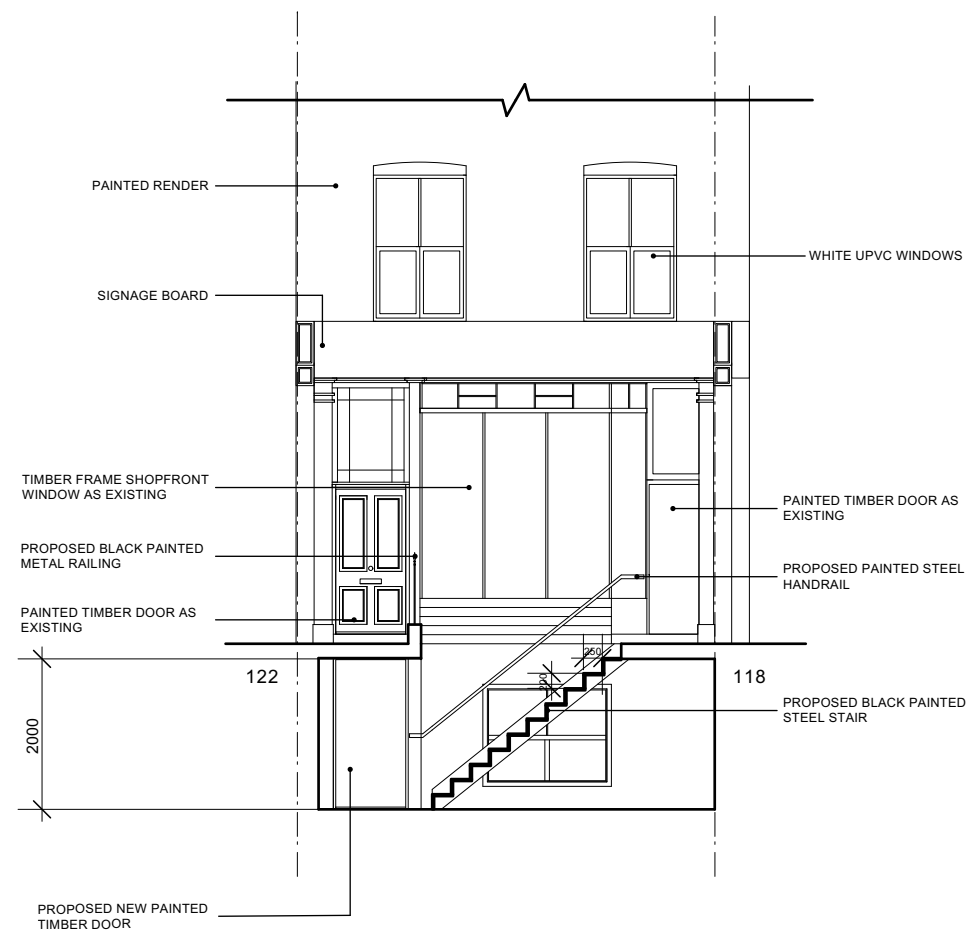 PAINTED RENDER
WHITE UPVC WINDOWS
SIGNAGE BOARD
TIMBER FRAME SHOPFRONT
WINDOW AS EXISTING
PAINTED TIMBER DOOR AS
EXISTING
PROPOSED BLACK PAINTED
METAL RAILING
PROPOSED PAINTED STEEL
HANDRAIL
PAINTED TIMBER DOOR AS
EXISTING
250
200
122
118
PROPOSED BLACK PAINTED
STEEL STAIR
2000
PROPOSED NEW PAINTED
TIMBER DOOR